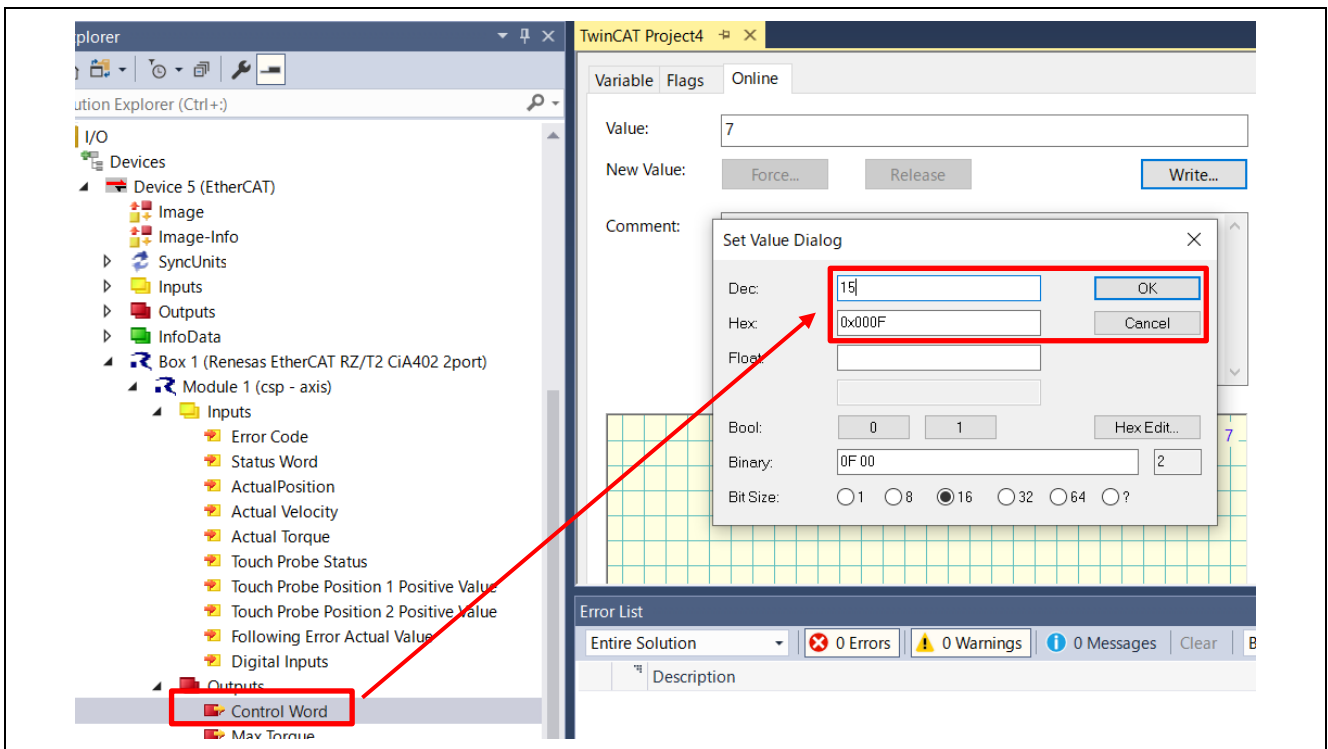 plorer
ution Explorer (Ctrl+:)
I/O
Devices
Device 5 (EtherCAT)
Image
Image-Info
SyncUnits
Inputs
Outputs
InfoData
Box 1 (Renesas EtherCAT RZ/T2 CiA402 2port)
Module 1 (csp - axis)
Inputs
Error Code
Status Word
ActualPosition
Actual Velocity
Actual Torque
Touch Probe Status
Touch Probe Position 1 Positive Value
Touch Probe Position 2 Positive Value
Following Error Actual Value
Digital Inputs
Outputs
Control Word
Max Torque
TwinCAT Project4
Variable Flags Online
Value: 7
New Value: Force... Release Write...
Comment:
Set Value Dialog
Dec: 15 OK
Hex: 0x000F Cancel
Float:
Bool: 0 1 Hex Edit...
7
Binary: 0F 00 2
Bit Size: 1 8 16 32 64 ?
Error List
Entire Solution 0 Errors 0 Warnings 0 Messages Clear B
Description